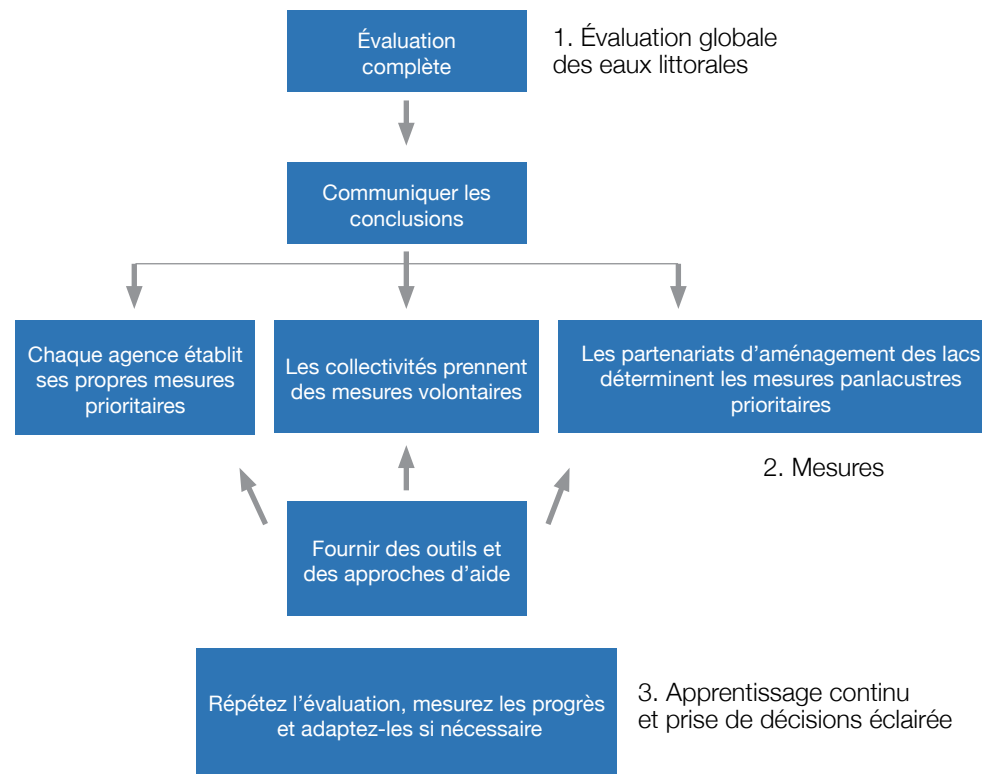 Évaluation
complète
1. Évaluation globale
des eaux littorales
Communiquer les
conclusions
Chaque agence établit
ses propres mesures
prioritaires
Les collectivités prennent
des mesures volontaires
Les partenariats d’aménagement des lacs
déterminent les mesures panlacustres
prioritaires
2. Mesures
Fournir des outils et
des approches d’aide
Répétez l’évaluation, mesurez les progrès
et adaptez-les si nécessaire
3. Apprentissage continu
et prise de décisions éclairée